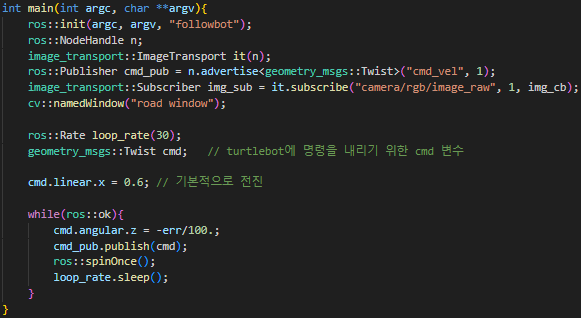 int main(int argc, char **argv){
    ros::init(argc, argv, "followbot");
    ros::NodeHandle n;
    image_transport::ImageTransport it(n);
    ros::Publisher cmd_pub = n.advertise<geometry_msgs::Twist>("cmd_vel", 1);
    image_transport::Subscriber img_sub = it.subscribe("camera/rgb/image_raw", 1, img_cb);
    cv::namedWindow("road window");

    ros::Rate loop_rate(30);
    geometry_msgs::Twist cmd;   // turtlebot에 명령을 내리기 위한 cmd 변수

    cmd.linear.x = 0.6; // 기본적으로 전진

    while(ros::ok){
        cmd.angular.z = -err/100.;
        cmd_pub.publish(cmd);
        ros::spinOnce();
        loop_rate.sleep();
    }
}